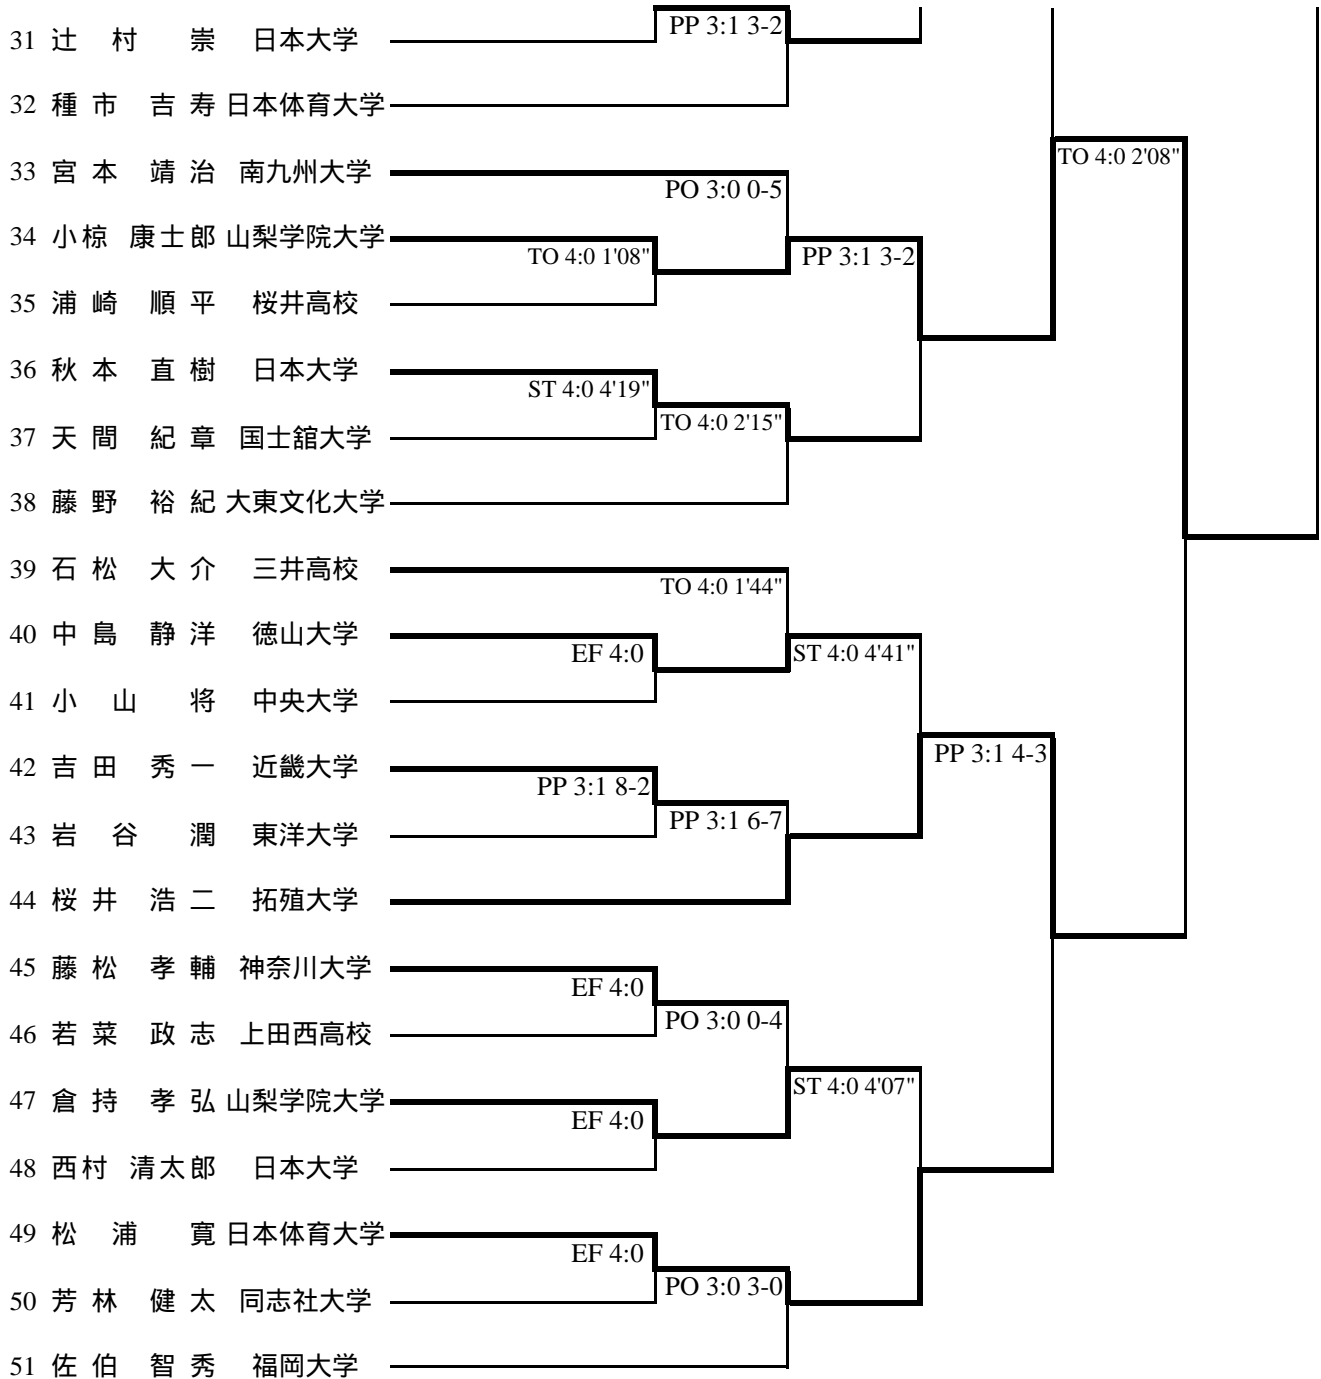 PP 3:1 3-2
31 辻 村 崇 日本大学
32 種 市 吉 寿 日本体育大学
TO 4:0 2'08"
33 宮 本 靖 治 南九州大学
PO 3:0 0-5
34 小椋 康士郎 山梨学院大学
TO 4:0 1'08" PP 3:1 3-2
35 浦 崎 順 平 桜井高校
36 秋 本 直 樹 日本大学
ST 4:0 4'19"
TO 4:0 2'15"
37 天 間 紀 章 国士舘大学
38 藤 野 裕 紀 大東文化大学
39 石 松 大 介 三井高校
TO 4:0 1'44"
40 中 島 静 洋 徳山大学
EF 4:0 ST 4:0 4'41"
41 小 山 将 中央大学
PP 3:1 4-3
42 吉 田 秀 一 近畿大学
PP 3:1 8-2
PP 3:1 6-7
43 岩 谷 潤 東洋大学
44 桜 井 浩 二 拓殖大学
45 藤 松 孝 輔 神奈川大学
EF 4:0
PO 3:0 0-4
46 若 菜 政 志 上田西高校
ST 4:0 4'07"
47 倉 持 孝 弘 山梨学院大学
EF 4:0
48 西村 清太郎 日本大学
49 松 浦 寛 日本体育大学
EF 4:0
PO 3:0 3-0
50 芳 林 健 太 同志社大学
51 佐 伯 智 秀 福岡大学